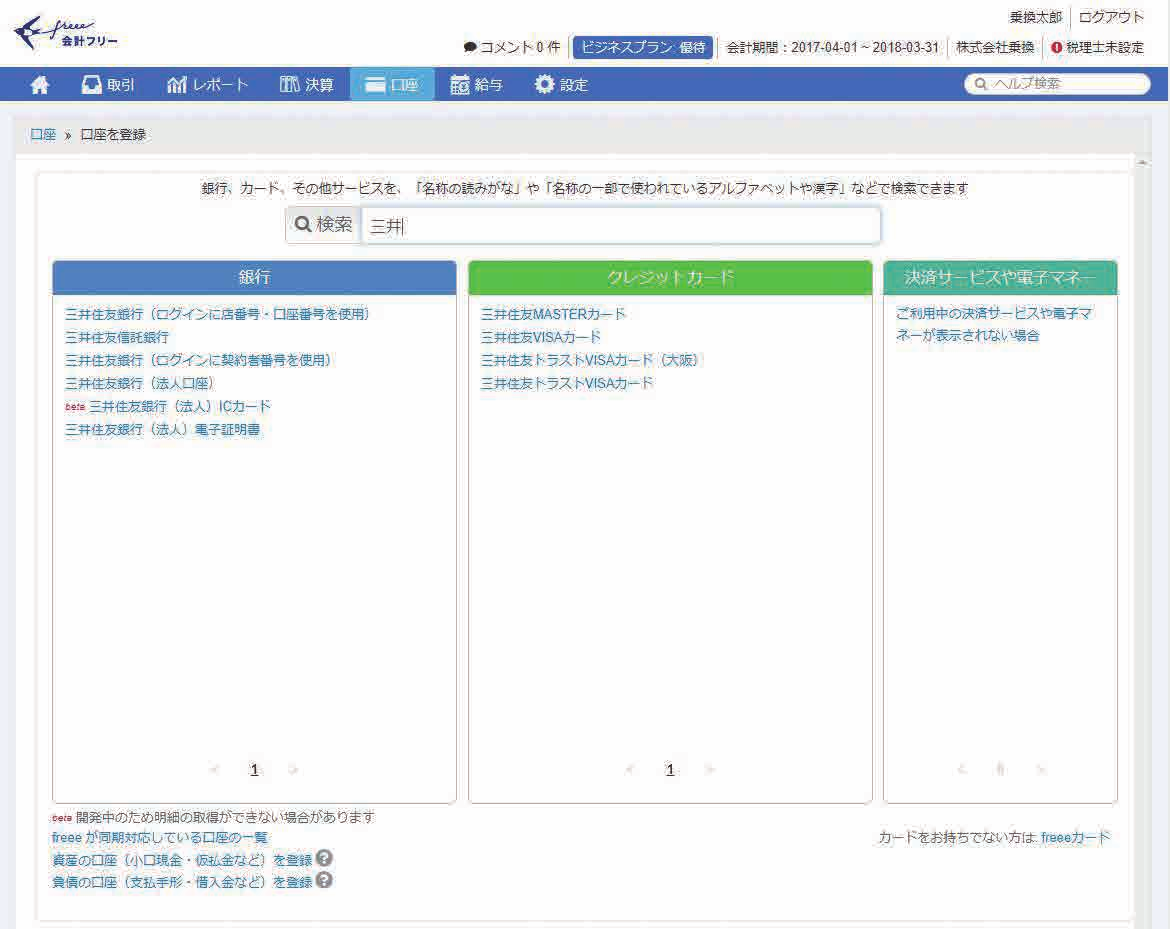 freee
会計フリー
乗換太郎 ログアウト
コメント 0 件 ビジネスプラン: 優待 会計期間：2017-04-01 ~ 2018-03-31 株式会社乗換 税理士未設定
取引 レポート 決算 口座 給与 設定 ヘルプ検索
口座 » 口座を登録
銀行、カード、その他サービスを、「名称の読みがな」や「名称の一部で使われているアルファベットや漢字」などで検索できます
検索 三井
銀行
三井住友銀行（ログインに店番号・口座番号を使用）
三井住友信託銀行
三井住友銀行（ログインに契約者番号を使用）
三井住友銀行（法人口座）
beta 三井住友銀行（法人）ICカード
三井住友銀行（法人）電子証明書
< 1 >
クレジットカード
三井住友MASTERカード
三井住友VISAカード
三井住友トラストVISAカード（大阪）
三井住友トラストVISAカード
< 1 >
決済サービスや電子マネー
ご利用中の決済サービスや電子マ
ネーが表示されない場合
< >
beta 開発中のため明細の取得ができない場合があります
freee が同期対応している口座の一覧
資産の口座（小口現金・仮払金など）を登録 ?
負債の口座（支払手形・借入金など）を登録 ?
カードをお持ちでない方は freeeカード